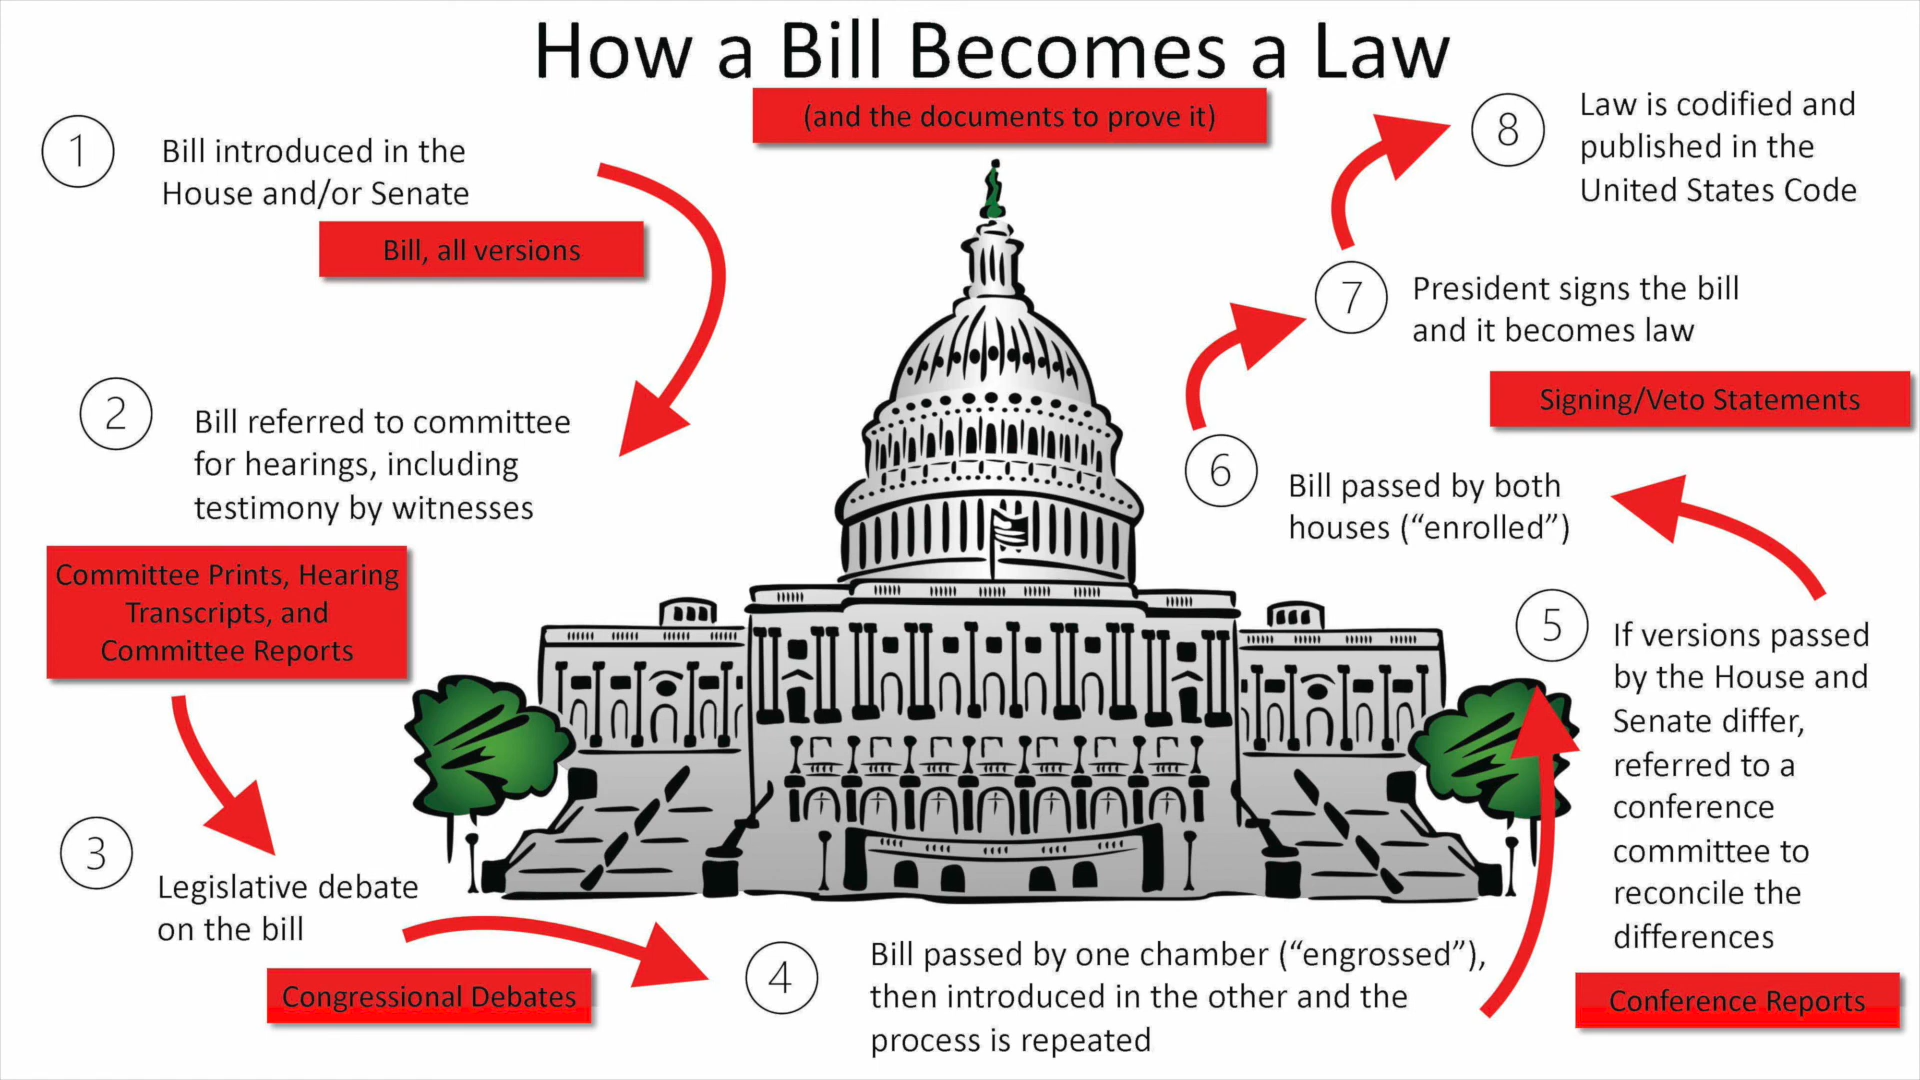 How a Bill Becomes a Law
(and the documents to prove it)
1
Bill introduced in the
House and/or Senate
Bill, all versions
2
Bill referred to committee
for hearings, including
testimony by witnesses
Committee Prints, Hearing
Transcripts, and
Committee Reports
3
Legislative debate
on the bill
Congressional Debates
4
Bill passed by one chamber (“engrossed”),
then introduced in the other and the
process is repeated
5
If versions passed
by the House and
Senate differ,
referred to a
conference
committee to
reconcile the
differences
Conference Reports
6
Bill passed by both
houses (“enrolled”)
7
President signs the bill
and it becomes law
Signing/Veto Statements
8
Law is codified and
published in the
United States Code